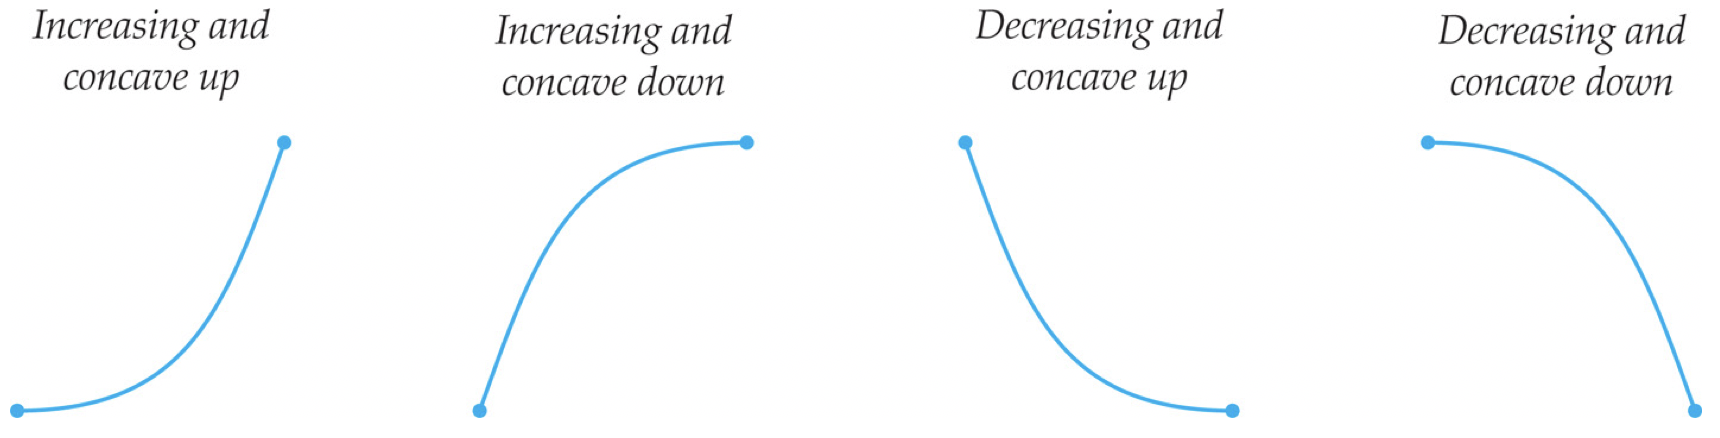 Increasing and
concave up
Increasing and
concave down
Decreasing and
concave up
Decreasing and
concave down